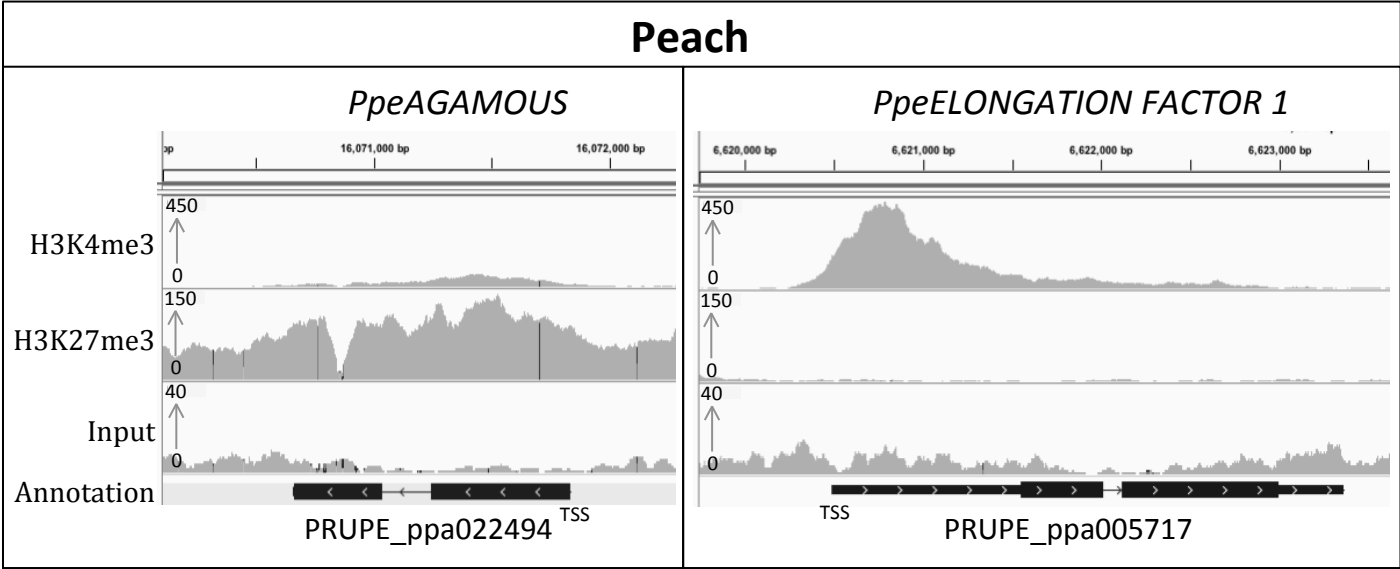 Peach
PpeAGAMOUS
PpeELONGATION FACTOR 1
16,071,000 bp
16,072,000 bp
6,620,000 bp
6,621,000 bp
6,622,000 bp
6,623,000 bp
H3K4me3
450
0
450
0
H3K27me3
150
0
150
0
Input
40
0
40
0
Annotation
TSS
PRUPE_ppa022494
TSS
PRUPE_ppa005717